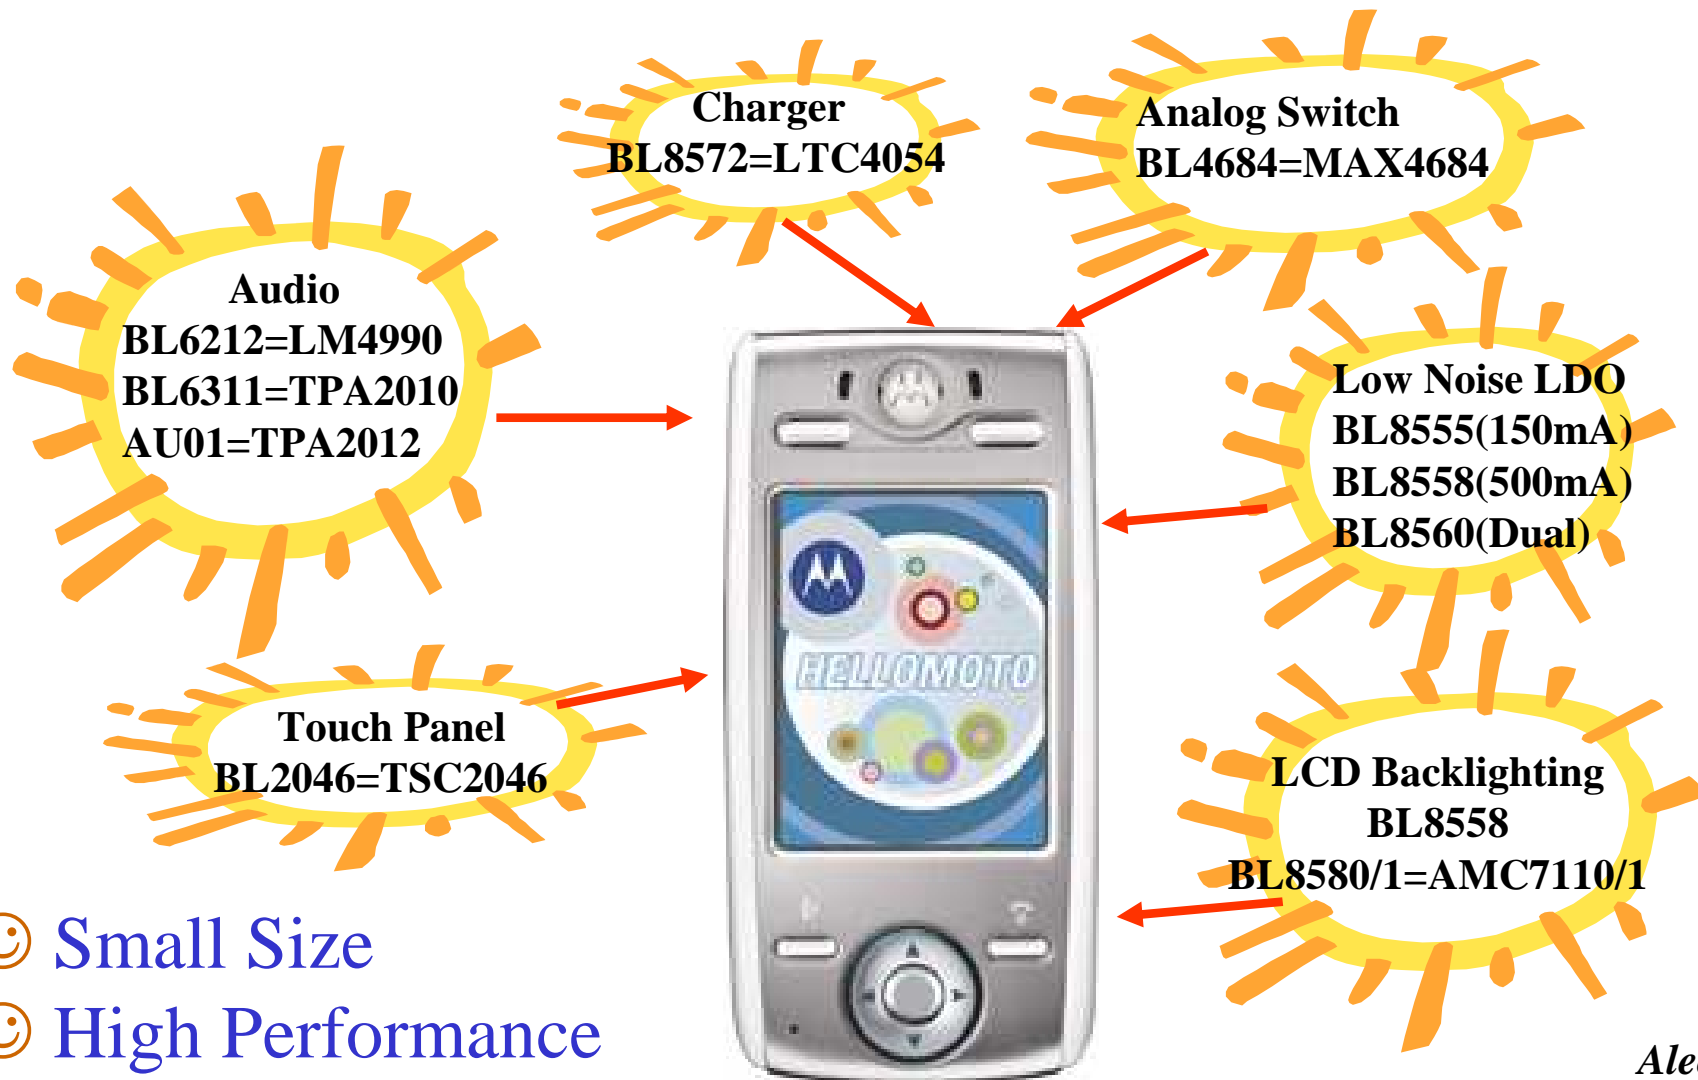 Charger
BL8572=LTC4054
Analog Switch
BL4684=MAX4684
Audio
BL6212=LM4990
BL6311=TPA2010
AU01=TPA2012
Low Noise LDO
BL8555(150mA)
BL8558(500mA)
BL8560(Dual)
HELLOMOTO
Touch Panel
BL2046=TSC2046
LCD Backlighting
BL8558
BL8580/1=AMC7110/1
Small Size
High Performance